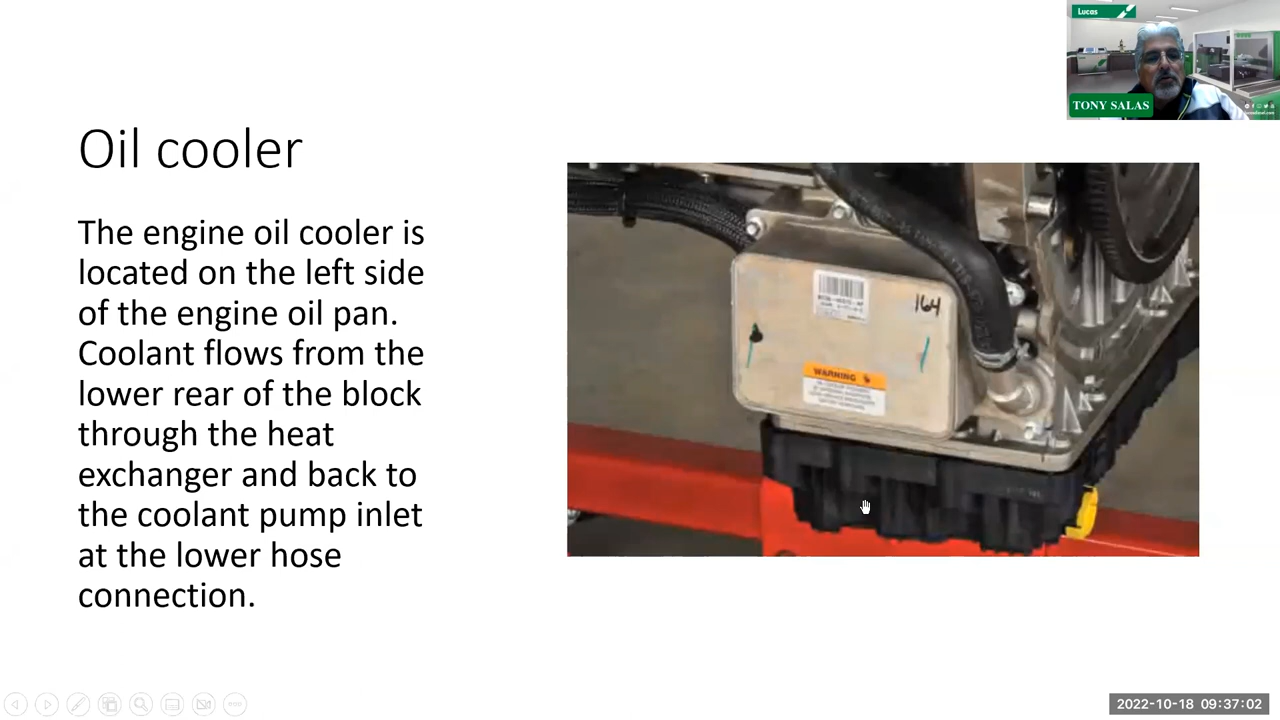 Lucas
TONY SALAS
Oil cooler
The engine oil cooler is
located on the left side
of the engine oil pan.
Coolant flows from the
lower rear of the block
through the heat
exchanger and back to
the coolant pump inlet
at the lower hose
connection.
164
WARNING
2022-10-18 09:37:02